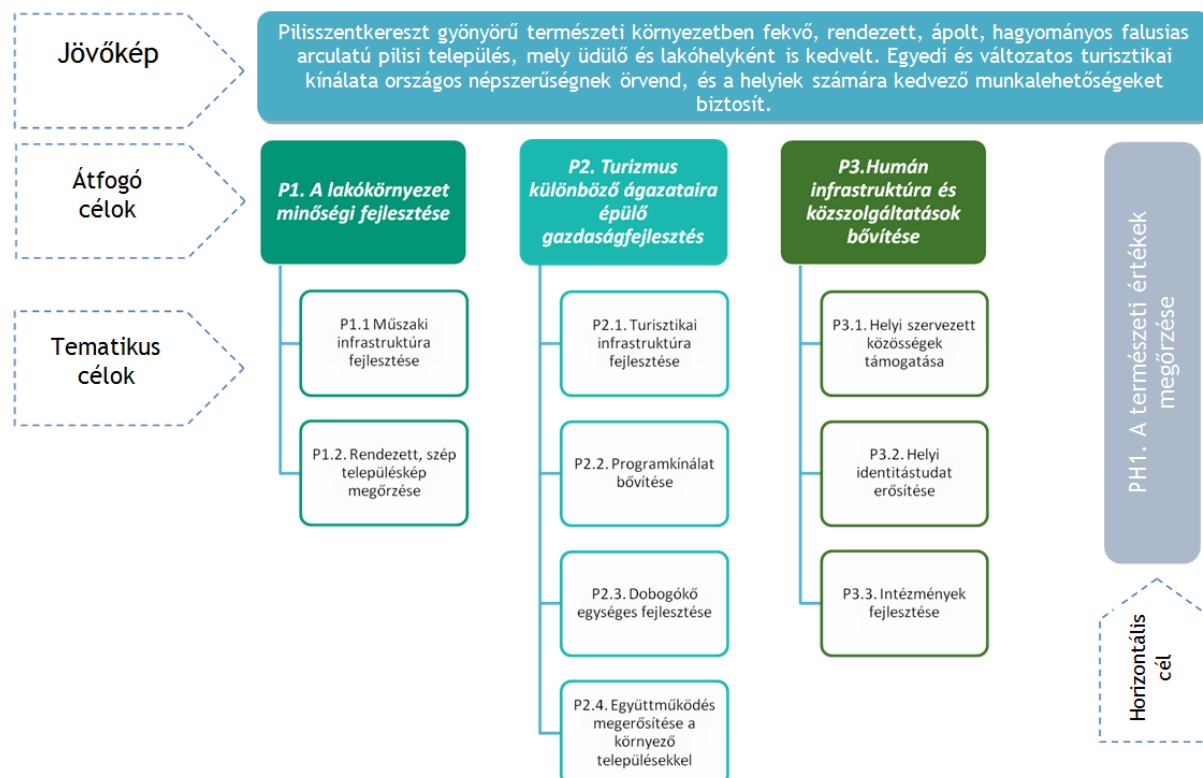 Jövőkép
Pilisszentkereszt gyönyörű természeti környezetben fekvő, rendezett, ápolt, hagyományos falusias
arculatú pilisi település, mely üdülő és lakóhelyként is kedvelt. Egyedi és változatos turisztikai
kínálata országos népszerűségnek örvend, és a helyiek számára kedvező munkalehetőségeket
biztosít.
Átfogó
célok
P1. A lakókörnyezet
minőségi fejlesztése
P2. Turizmus
különböző ágazataira
épülő
gazdaságfejlesztés
P3.Humán
infrastruktúra és
közszolgáltatások
bővítése
Tematikus
célok
P1.1 Műszaki
infrastruktúra
fejlesztése
P1.2. Rendezett, szép
településkép
megőrzése
P2.1. Turisztikai
infrastruktúra
fejlesztése
P2.2. Programkínálat
bővítése
P2.3. Dobogókő
egységes fejlesztése
P2.4. Együttműködés
megerősítése a
környező
településekkel
P3.1. Helyi szervezett
közösségek
támogatása
P3.2. Helyi
identitástudat
erősítése
P3.3. Intézmények
fejlesztése
PH1. A természeti értékek
megőrzése
Horizontális
cél